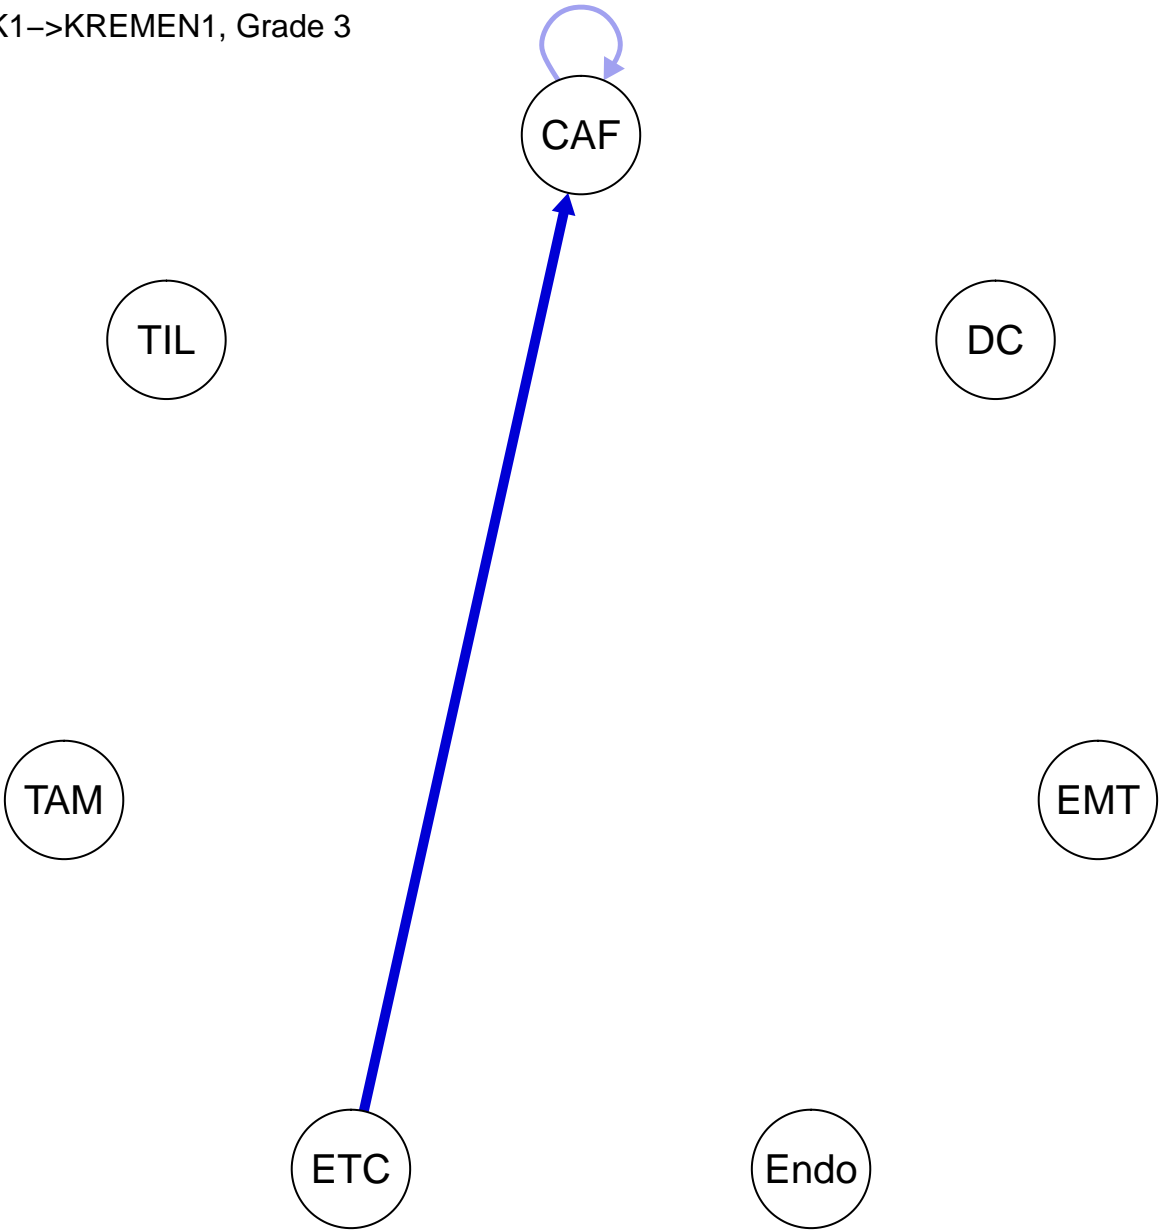 K1–>KREMEN1, Grade 3
CAF
TIL
DC
TAM
EMT
ETC
Endo